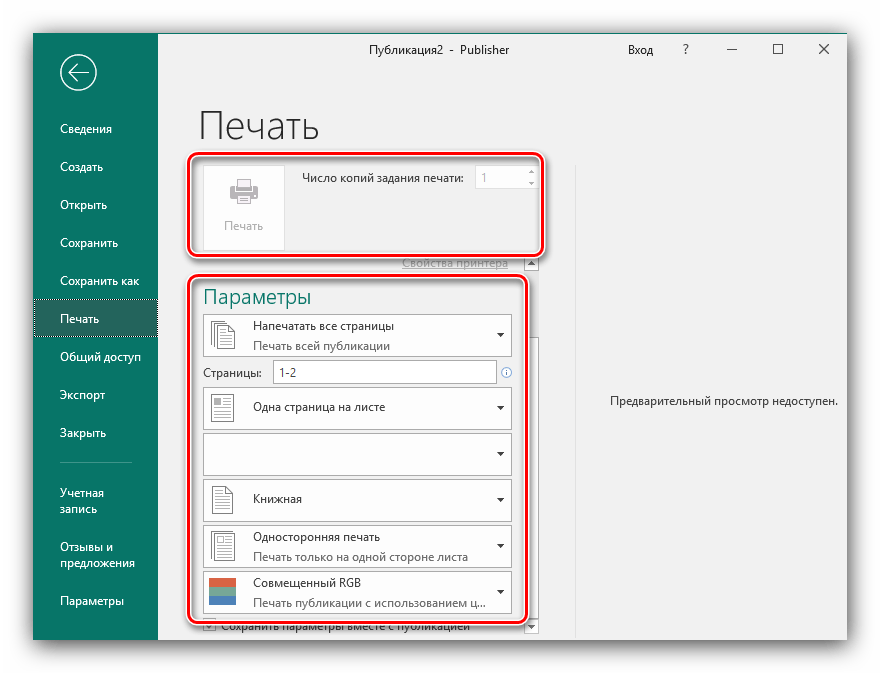 Публикация2 - Publisher
Вход
?
Сведения
Создать
Открыть
Сохранить
Сохранить как
Печать
Общий доступ
Экспорт
Закрыть
Учетная
запись
Отзывы и
предложения
Параметры
Печать
Печать
Число копий задания печати:
1
Свойства принтера
Параметры
Напечатать все страницы
Печать всей публикации
Страницы:
1-2
Одна страница на листе
Книжная
Односторонняя печать
Печать только на одной стороне листа
Совмещенный RGB
Печать публикации с использованием ц...
Сохранить параметры вместе с публикацией
Предварительный просмотр недоступен.